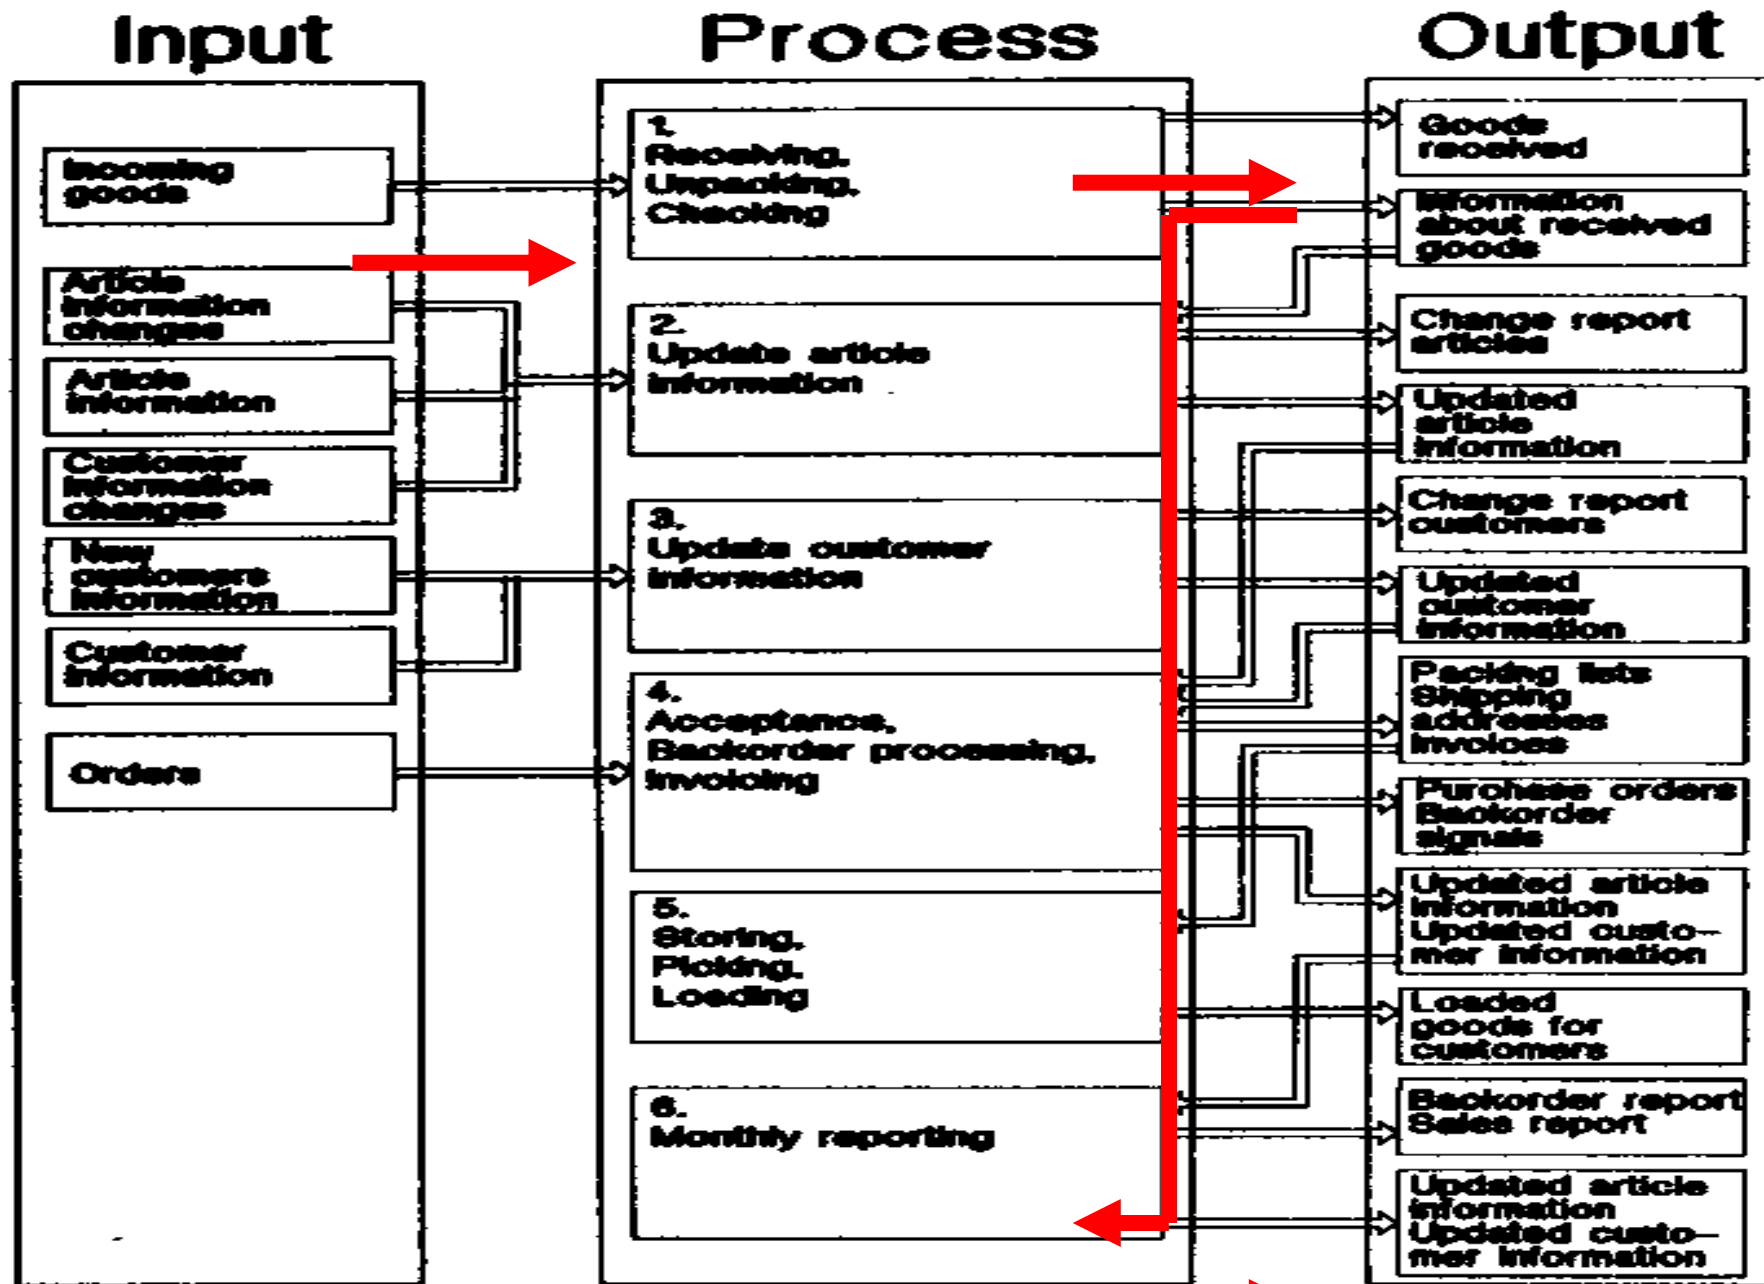 Input
Process
Output
Incoming
goods
Article
information
changes
Article
information
Customer
information
changes
New
customers
information
Customer
information
Orders
1.
Receiving,
Unpacking,
Checking
2.
Update article
information
3.
Update customer
information
4.
Acceptance,
Backorder processing,
Invoicing
5.
Storing,
Picking,
Loading
6.
Monthly reporting
Goods
received
Information
about received
goods
Change report
articles
Updated
article
information
Change report
customers
Updated
customer
information
Packing lists
Shipping
addresses
Invoices
Purchase orders
Backorder
signals
Updated article
information
Updated custo-
mer information
Loaded
goods for
customers
Backorder report
Sales report
Updated article
information
Updated custo-
mer information